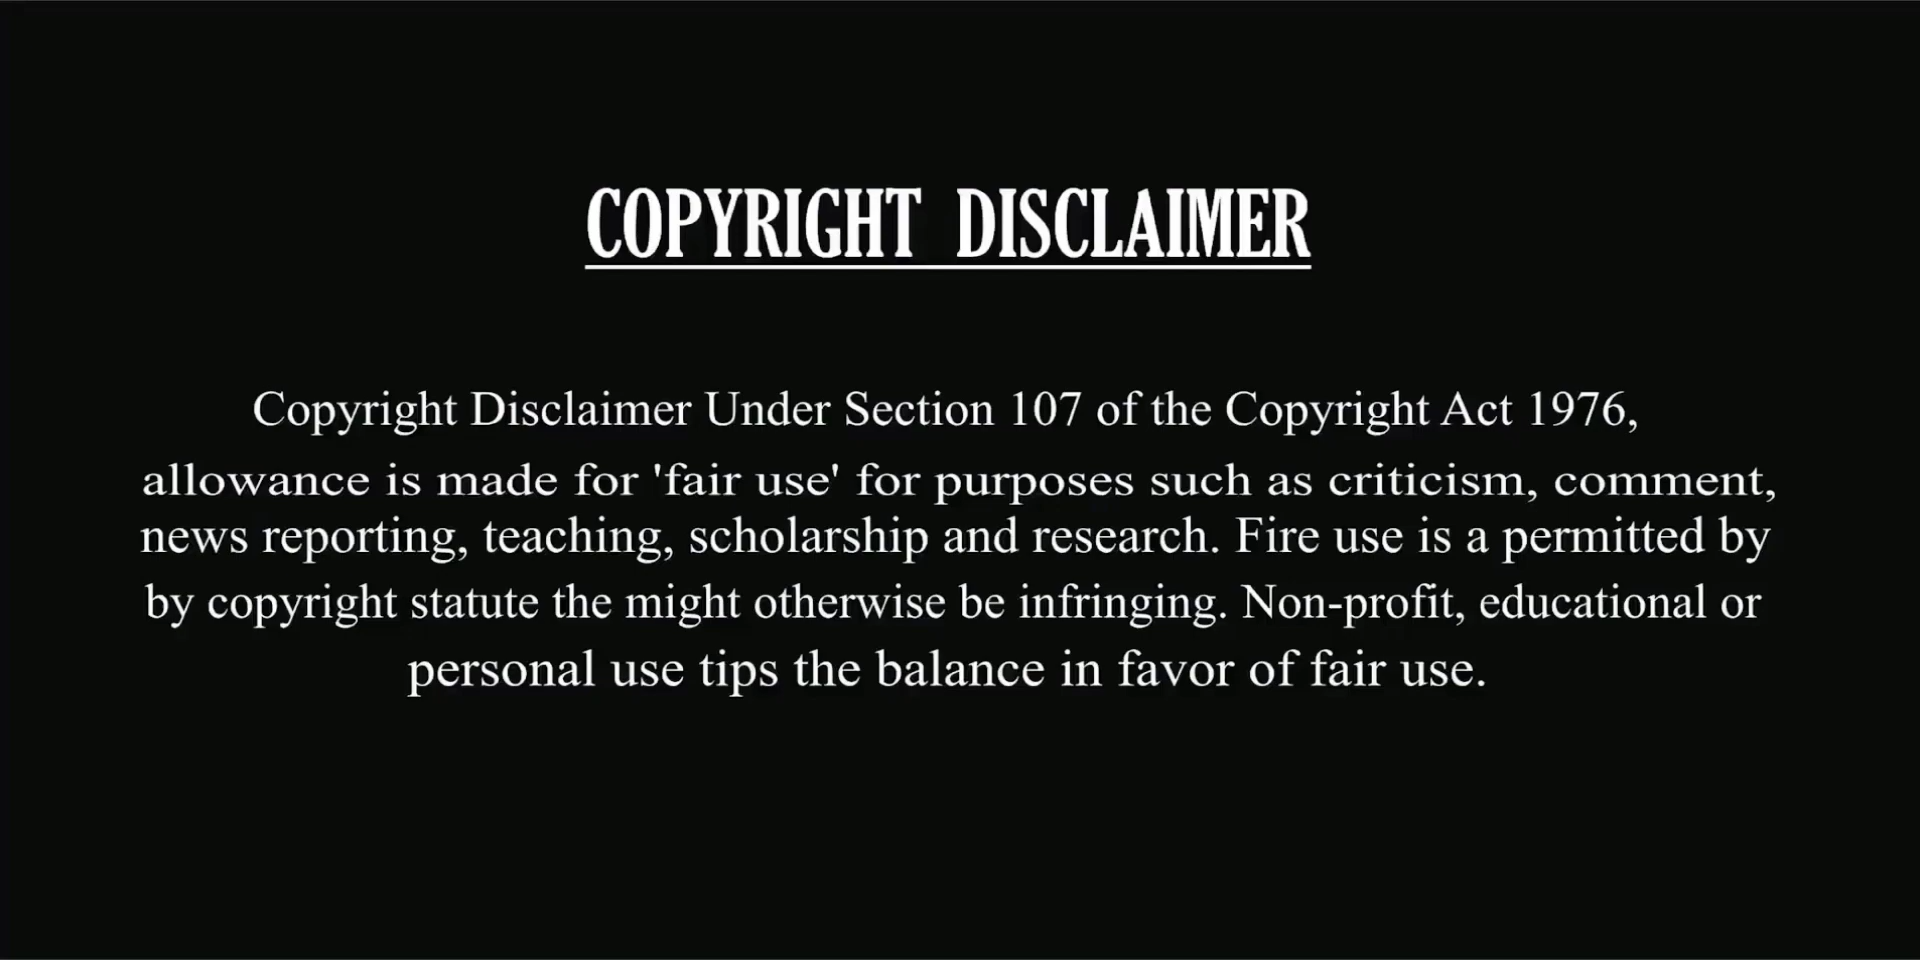 COPYRIGHT DISCLAIMER
Copyright Disclaimer Under Section 107 of the Copyright Act 1976,
allowance is made for 'fair use' for purposes such as criticism, comment,
news reporting, teaching, scholarship and research. Fire use is a permitted by
by copyright statute the might otherwise be infringing. Non-profit, educational or
personal use tips the balance in favor of fair use.